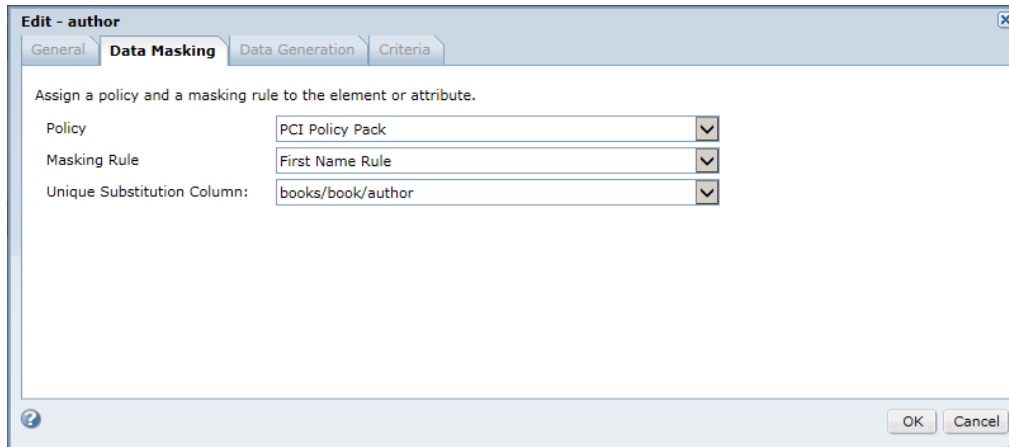 Edit - author
General Data Masking Data Generation Criteria
Assign a policy and a masking rule to the element or attribute.
Policy PCI Policy Pack
Masking Rule First Name Rule
Unique Substitution Column: books/book/author
OK Cancel